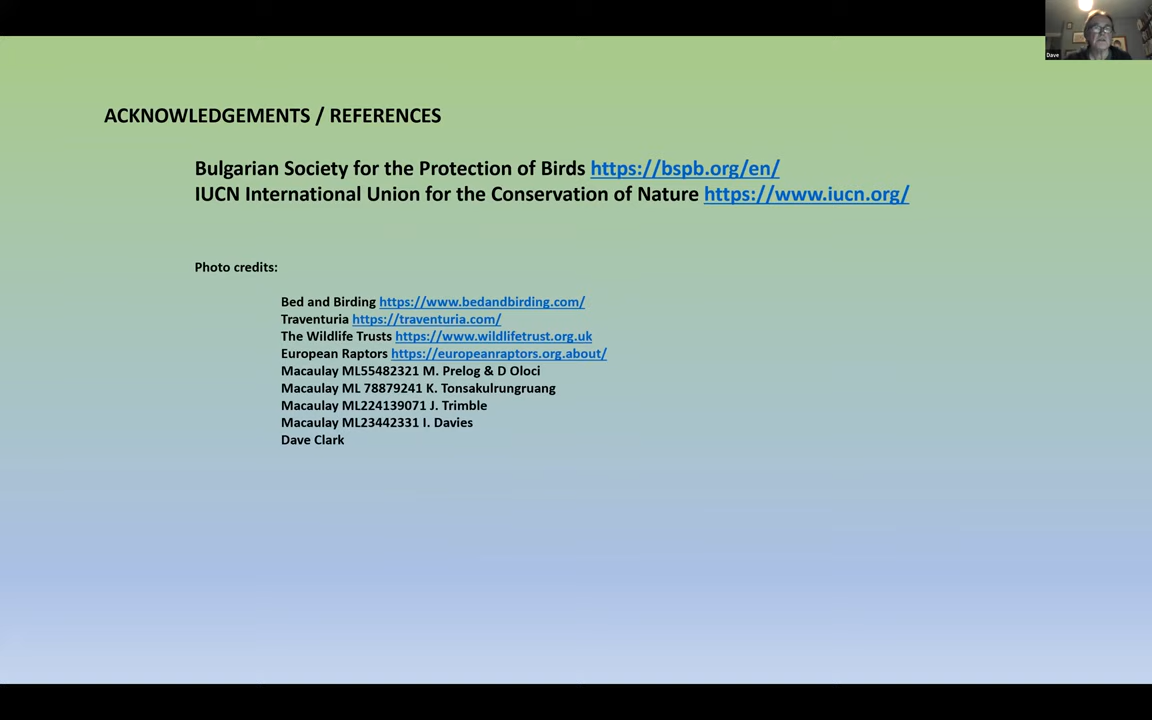 Dave
ACKNOWLEDGEMENTS / REFERENCES
Bulgarian Society for the Protection of Birds https://bspb.org/en/
IUCN International Union for the Conservation of Nature https://www.iucn.org/
Photo credits:
Bed and Birding https://www.bedandbirding.com/
Traventuria https://traventuria.com/
The Wildlife Trusts https://www.wildlifetrust.org.uk
European Raptors https://europeanraptors.org.about/
Macaulay ML55482321 M. Prelog & D Oloci
Macaulay ML 78879241 K. Tonsakulrungruang
Macaulay ML224139071 J. Trimble
Macaulay ML23442331 I. Davies
Dave Clark